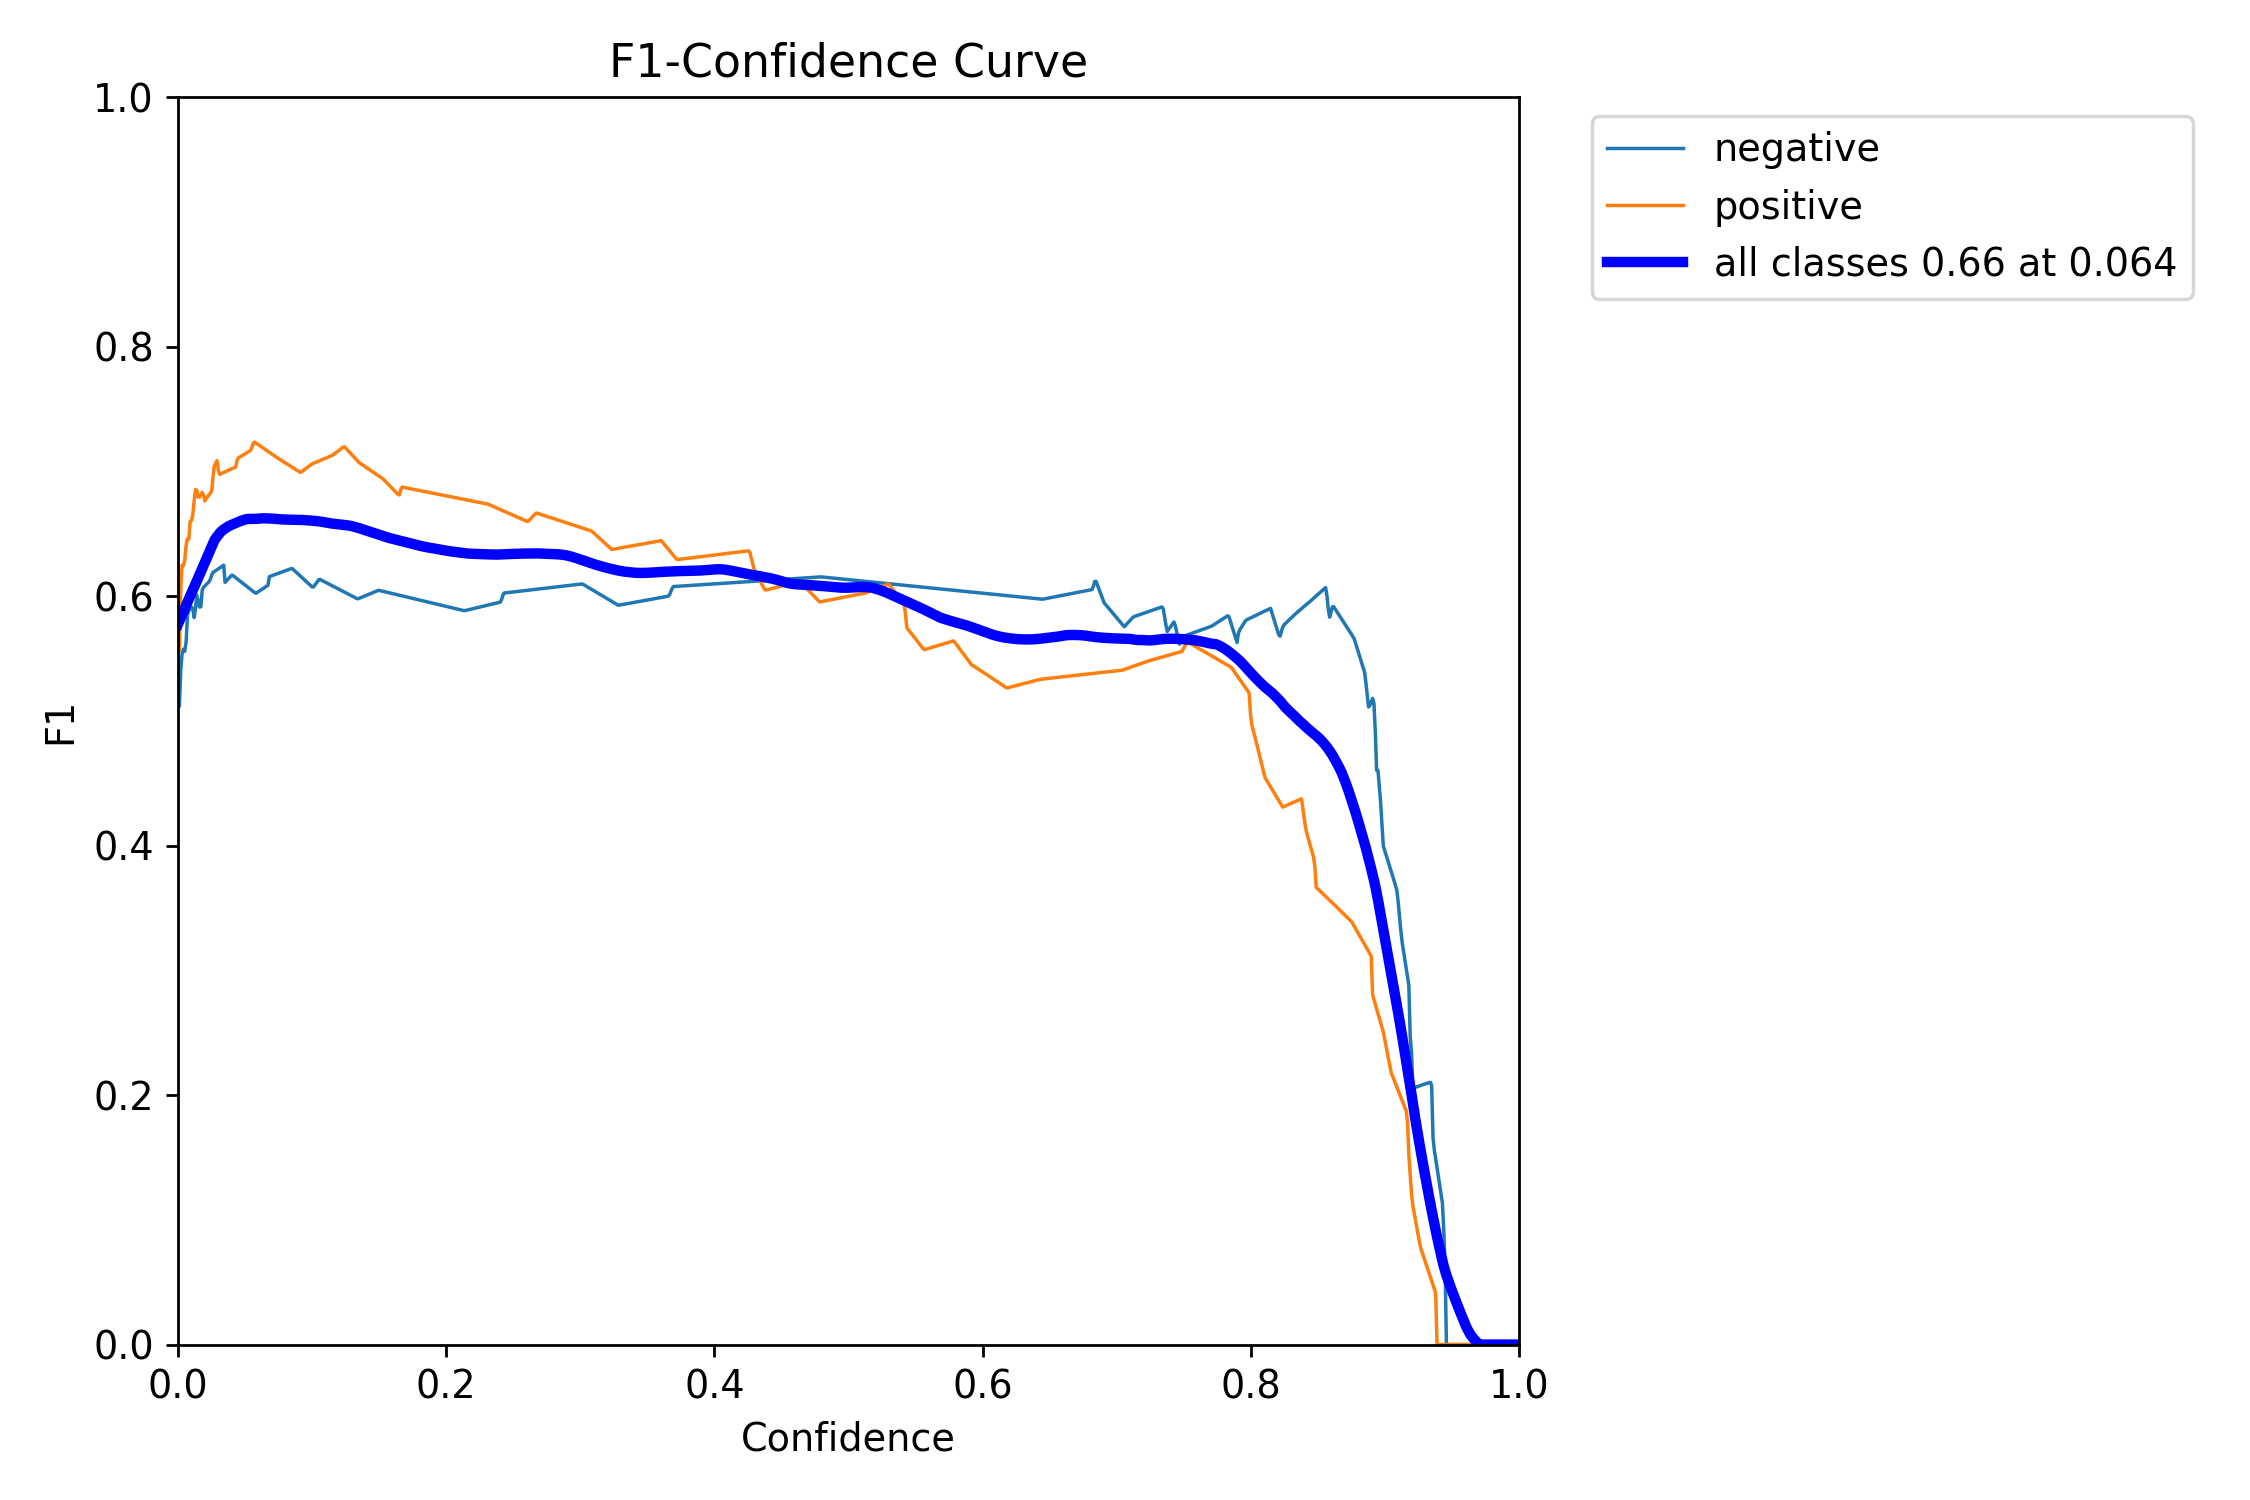 F1-Confidence Curve
1.0
0.8
0.6
0.4
0.2
0.0
F1
0.0 0.2 0.4 0.6 0.8 1.0
Confidence
negative
positive
all classes 0.66 at 0.064